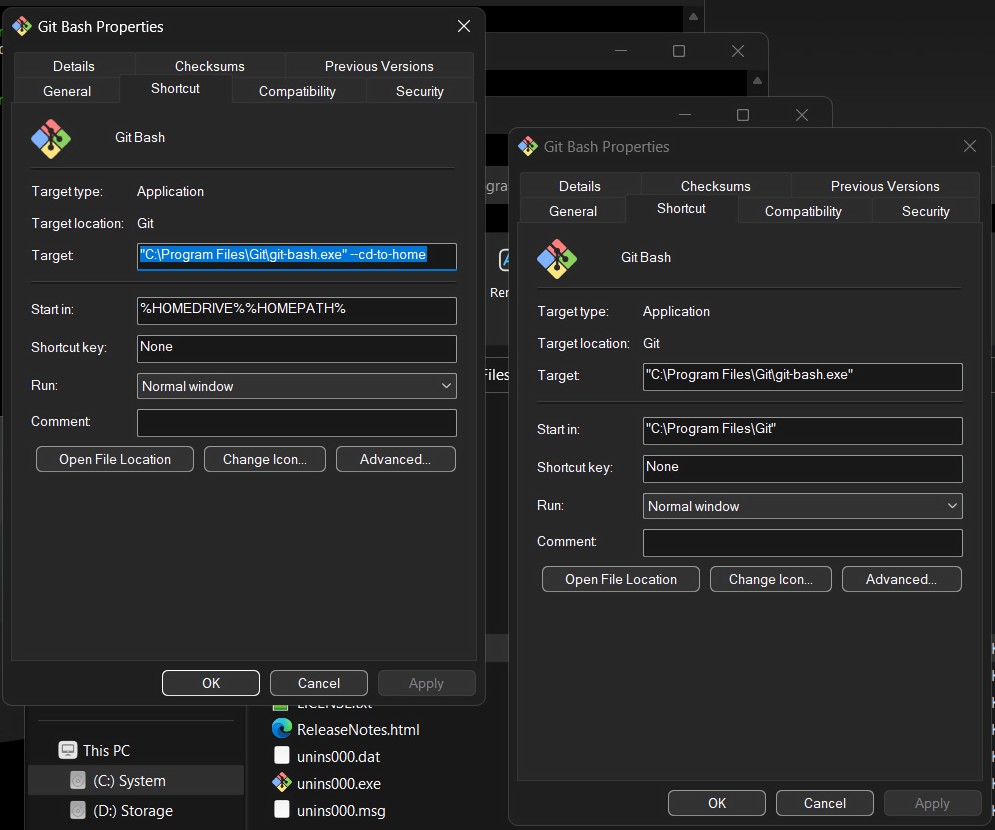 Git Bash Properties
Details
Checksums
Previous Versions
General
Shortcut
Compatibility
Security
Git Bash
Target type:
Application
Target location:
Git
Target:
"C:\Program Files\Git\git-bash.exe" --cd-to-home
Start in:
%HOMEDRIVE%%HOMEPATH%
Shortcut key:
None
Run:
Normal window
Comment:
Open File Location
Change Icon...
Advanced...
OK
Cancel
Apply
Git Bash Properties
Details
Checksums
Previous Versions
General
Shortcut
Compatibility
Security
Git Bash
Target type:
Application
Target location:
Git
Target:
"C:\Program Files\Git\git-bash.exe"
Start in:
"C:\Program Files\Git"
Shortcut key:
None
Run:
Normal window
Comment:
Open File Location
Change Icon...
Advanced...
OK
Cancel
Apply
gra
Ren
Files
This PC
(C:) System
(D:) Storage
LICENSE.txt
ReleaseNotes.html
unins000.dat
unins000.exe
unins000.msg